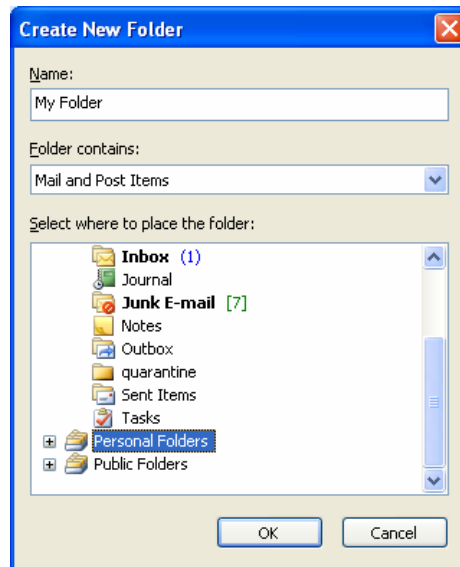 Create New Folder
Name:
My Folder
Folder contains:
Mail and Post Items
Select where to place the folder:
Inbox (1)
Journal
Junk E-mail [7]
Notes
Outbox
quarantine
Sent Items
Tasks
Personal Folders
Public Folders
OK Cancel